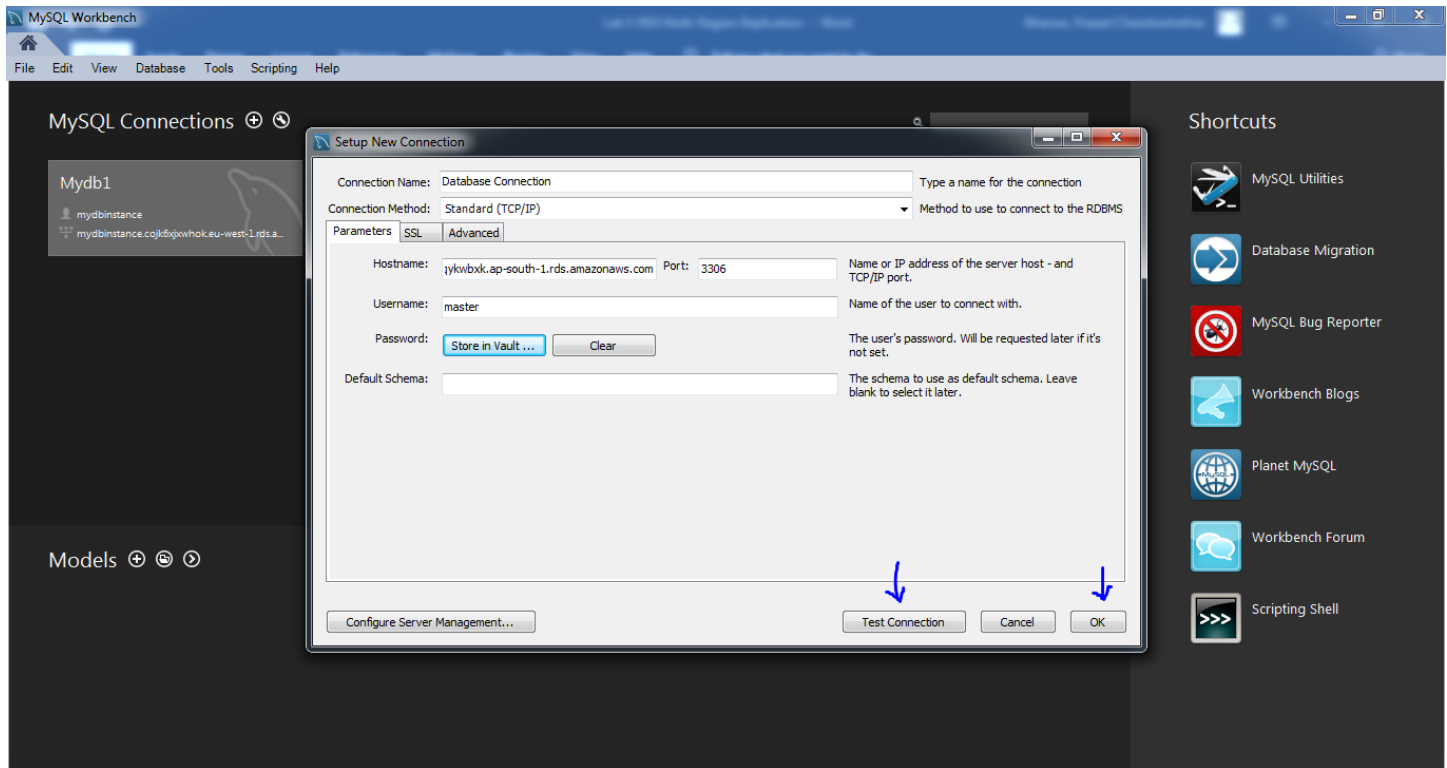 MySQL Workbench
File Edit View Database Tools Scripting Help
MySQL Connections
Mydb1
mydbinstance
Setup New Connection
Connection Name: Database Connection Type a name for the connection
Connection Method: Standard (TCP/IP) Method to use to connect to the RDBMS
Parameters SSL Advanced
Hostname: ykwbxk.ap-south-1.rds.amazonaws.com Port: 3306 Name or IP address of the server host - and
TCP/IP port.
Username: master Name of the user to connect with.
Password: Store in Vault ... Clear The user's password. Will be requested later if it's
not set.
Default Schema: The schema to use as default schema. Leave
blank to select it later.
Configure Server Management... Test Connection Cancel OK
Models
Shortcuts
MySQL Utilities
Database Migration
MySQL Bug Reporter
Workbench Blogs
Planet MySQL
Workbench Forum
Scripting Shell